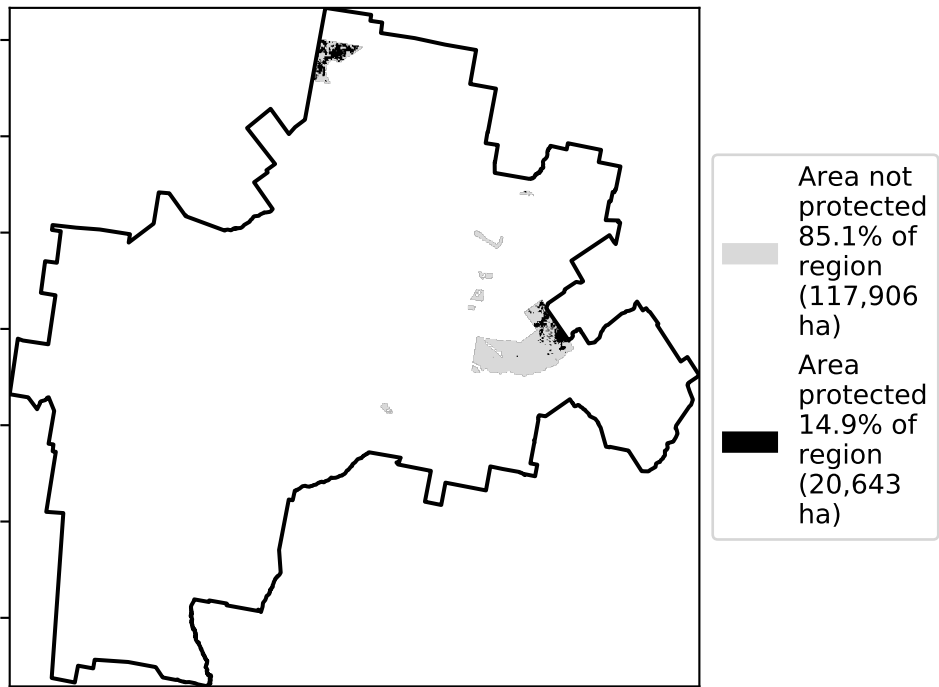 Area not
protected
85.1% of
region
(117,906
ha)
Area
protected
14.9% of
region
(20,643
ha)